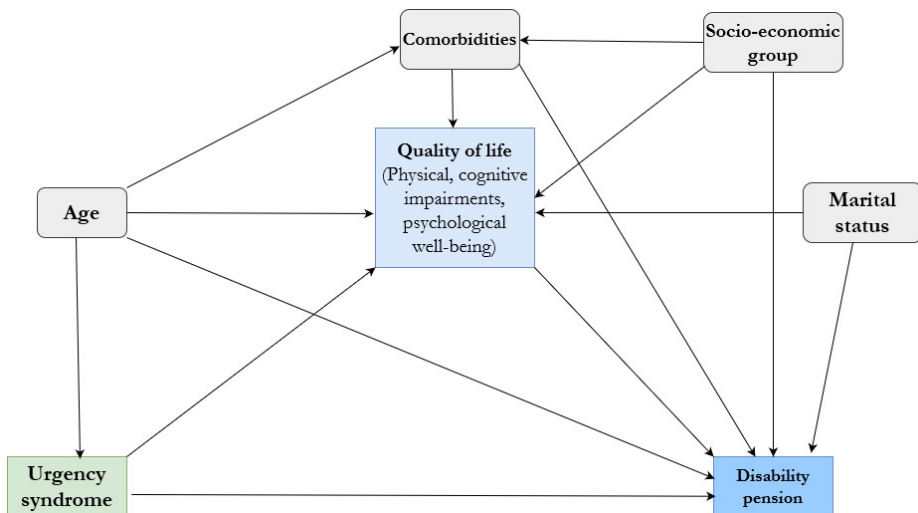 Comorbidities
Socio-economic
group
Quality of life
(Physical, cognitive
impairments,
psychological
well-being)
Age
Marital
status
Urgency
syndrome
Disability
pension